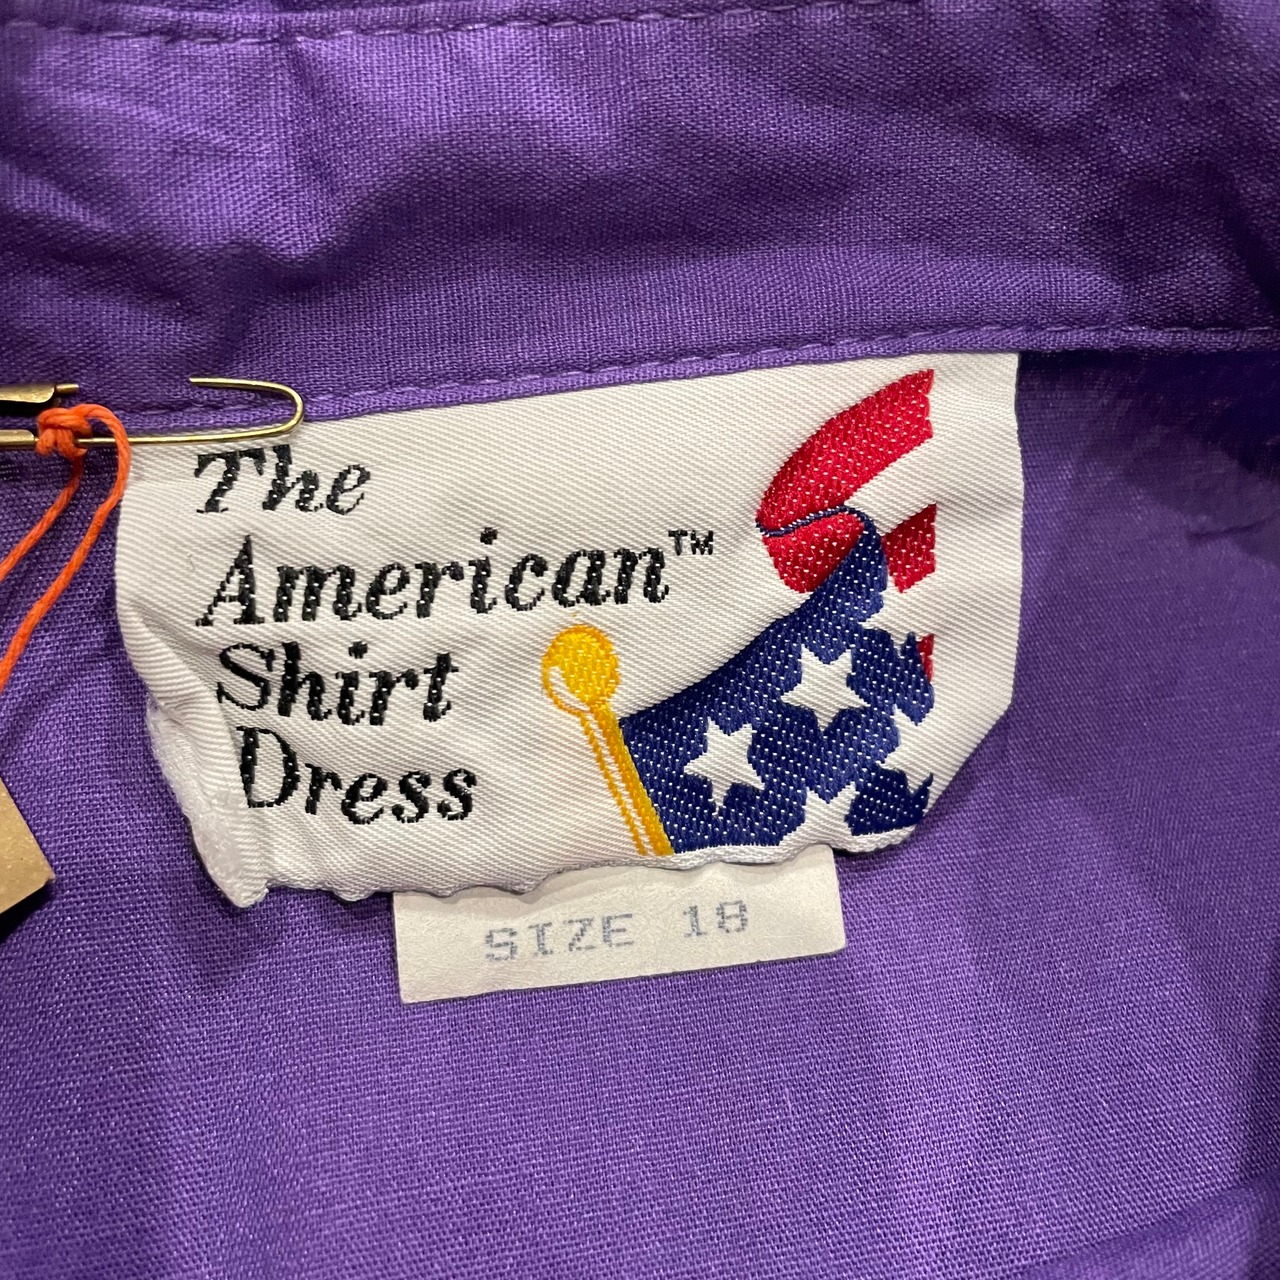 The
American™
Shirt
Dress
SIZE 18